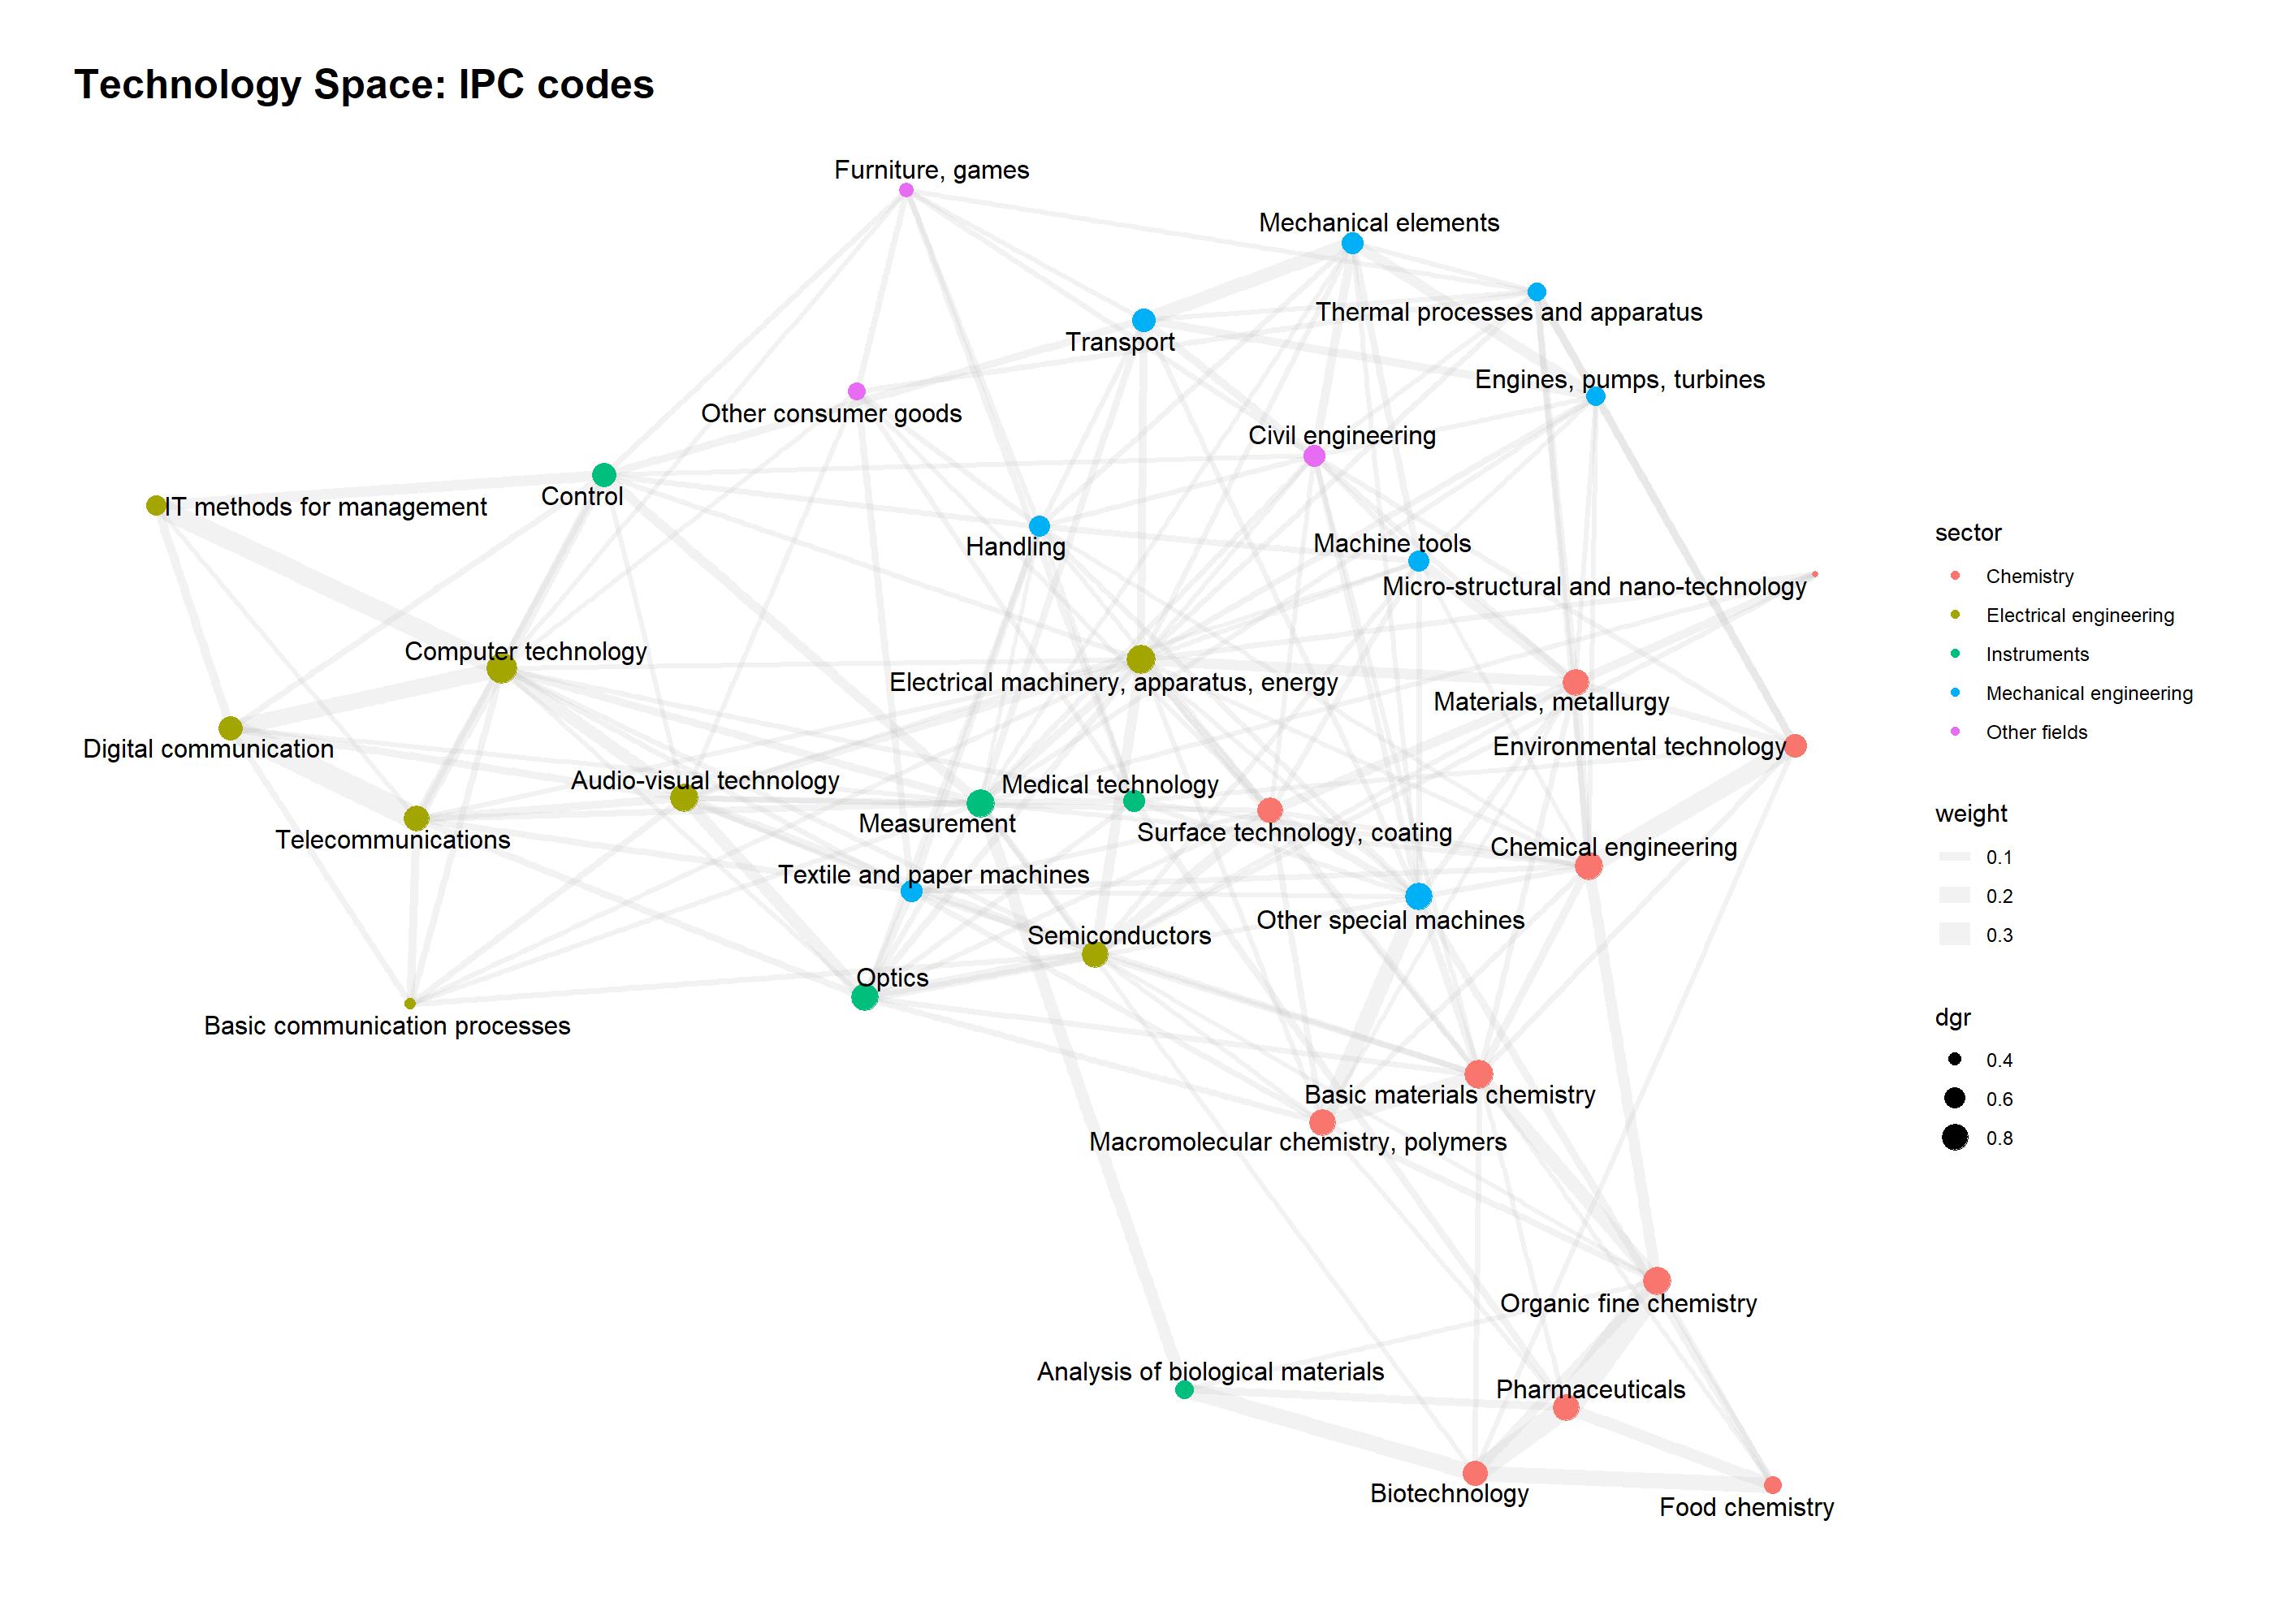 Technology Space: IPC codes
Furniture, games
Mechanical elements
Thermal processes and apparatus
Transport
Engines, pumps, turbines
Other consumer goods
Civil engineering
Control
IT methods for management
Handling
Machine tools
Micro-structural and nano-technology
Computer technology
Electrical machinery, apparatus, energy
Materials, metallurgy
Digital communication
Environmental technology
Audio-visual technology
Medical technology
Measurement
Surface technology, coating
Telecommunications
Chemical engineering
Textile and paper machines
Other special machines
Semiconductors
Optics
Basic communication processes
Basic materials chemistry
Macromolecular chemistry, polymers
Organic fine chemistry
Analysis of biological materials
Pharmaceuticals
Biotechnology
Food chemistry
sector
Chemistry
Electrical engineering
Instruments
Mechanical engineering
Other fields
weight
0.1
0.2
0.3
dgr
0.4
0.6
0.8